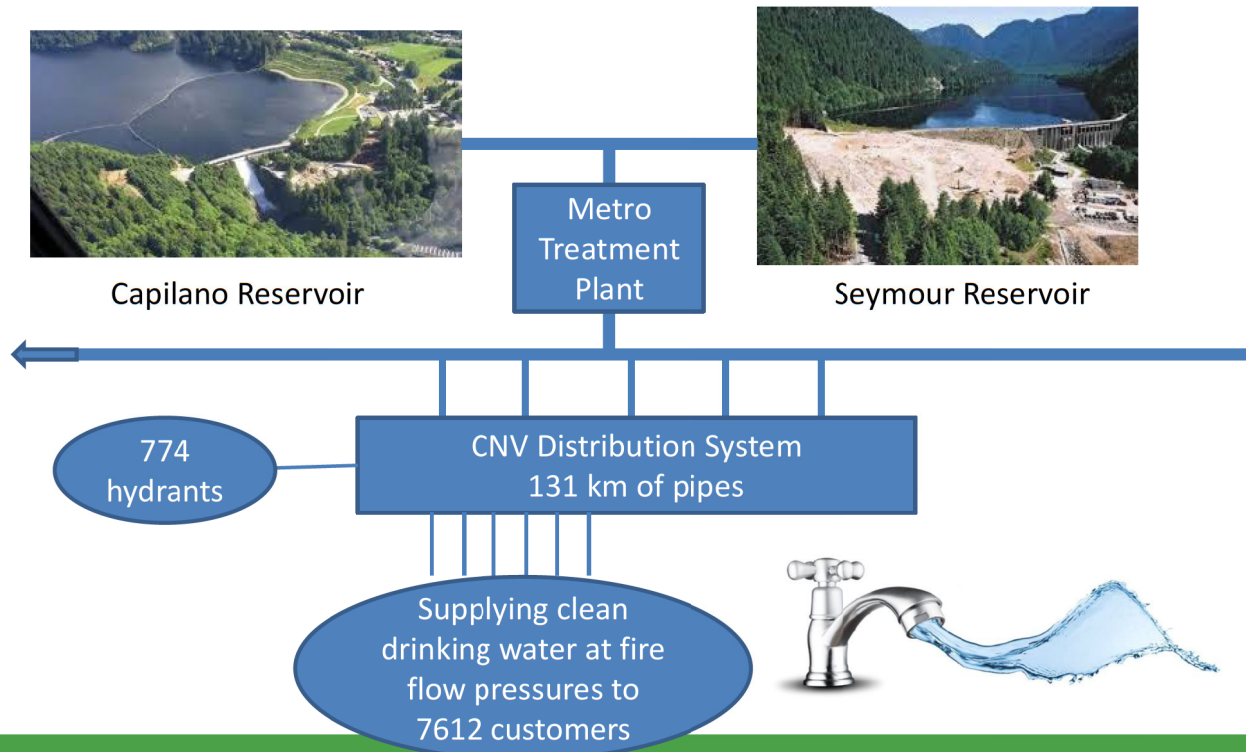 Metro
Treatment
Plant
Capilano Reservoir
Seymour Reservoir
774
hydrants
CNV Distribution System
131 km of pipes
Supplying clean
drinking water at fire
flow pressures to
7612 customers